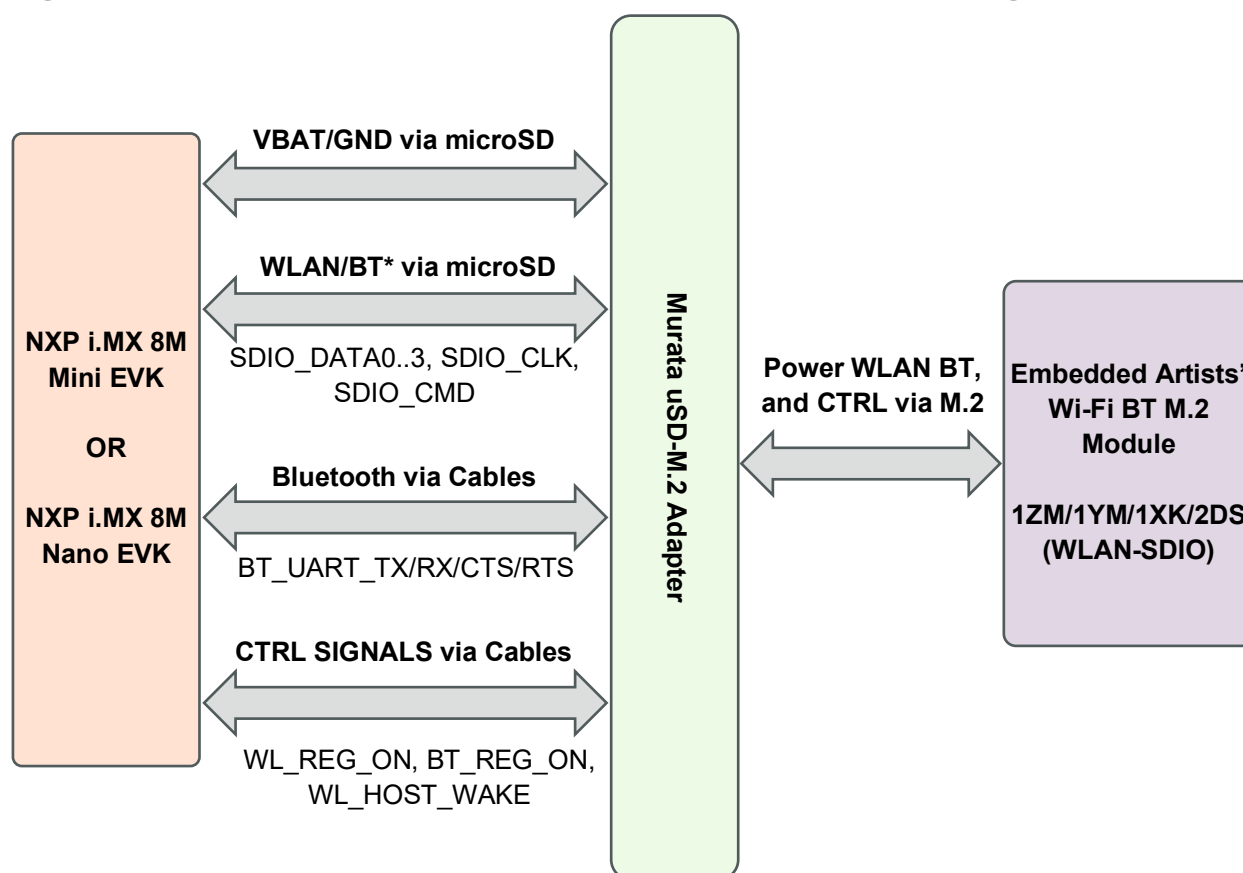 NXP i.MX 8M
Mini EVK
OR
NXP i.MX 8M
Nano EVK
VBAT/GND via microSD
WLAN/BT* via microSD
SDIO_DATA0..3, SDIO_CLK,
SDIO_CMD
Bluetooth via Cables
BT_UART_TX/RX/CTS/RTS
CTRL SIGNALS via Cables
WL_REG_ON, BT_REG_ON,
WL_HOST_WAKE
Murata uSD-M.2 Adapter
Power WLAN BT,
and CTRL via M.2
Embedded Artists'
Wi-Fi BT M.2
Module
1ZM/1YM/1XK/2DS
(WLAN-SDIO)